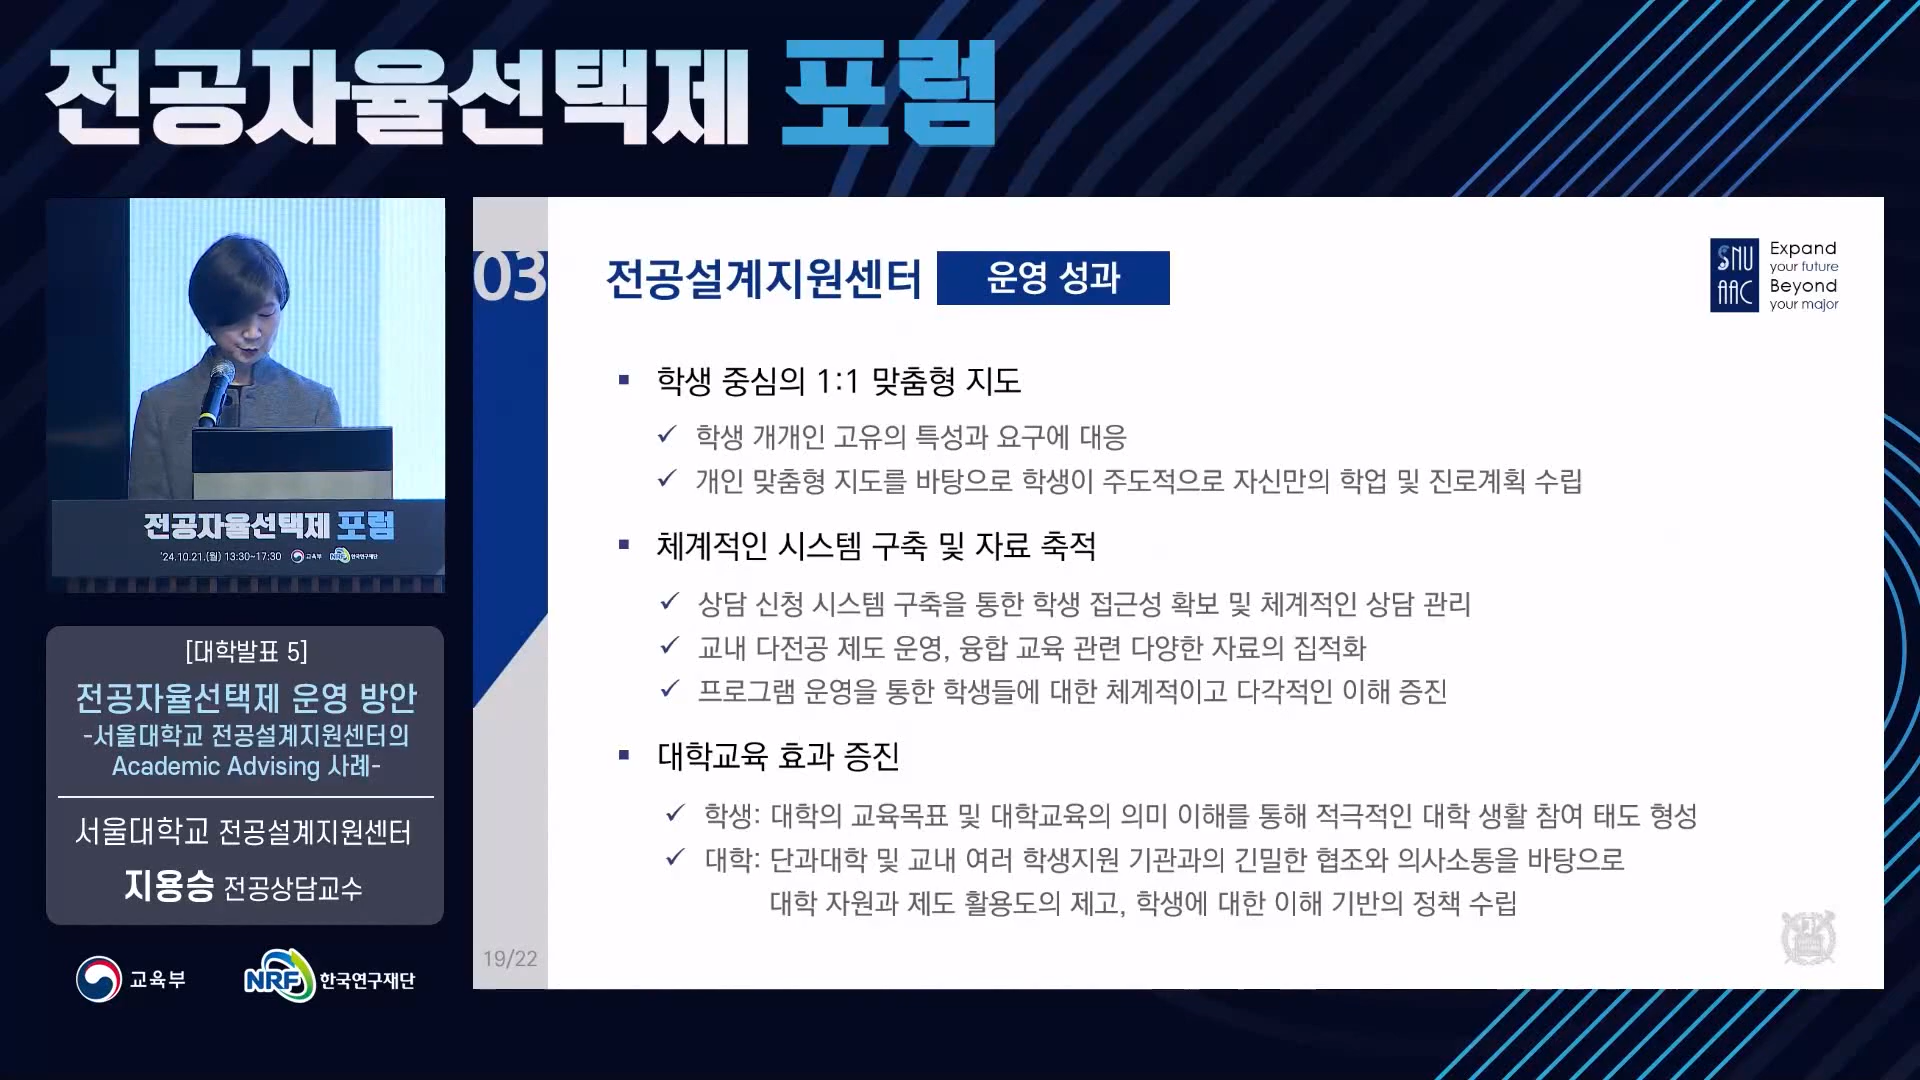 전공자율선택제 포럼
전공자율선택제 포럼
'24.10.21.(월) 13:30~17:30 교육부 NRF 한국연구재단
[대학발표 5]
전공자율선택제 운영 방안
-서울대학교 전공설계지원센터의
Academic Advising 사례-
서울대학교 전공설계지원센터
지용승 전공상담교수
교육부
NRF 한국연구재단
03
전공설계지원센터 운영 성과
SNU
AAC
Expand
your future
Beyond
your major
▪ 학생 중심의 1:1 맞춤형 지도
✓ 학생 개개인 고유의 특성과 요구에 대응
✓ 개인 맞춤형 지도를 바탕으로 학생이 주도적으로 자신만의 학업 및 진로계획 수립
▪ 체계적인 시스템 구축 및 자료 축적
✓ 상담 신청 시스템 구축을 통한 학생 접근성 확보 및 체계적인 상담 관리
✓ 교내 다전공 제도 운영, 융합 교육 관련 다양한 자료의 집적화
✓ 프로그램 운영을 통한 학생들에 대한 체계적이고 다각적인 이해 증진
▪ 대학교육 효과 증진
✓ 학생: 대학의 교육목표 및 대학교육의 의미 이해를 통해 적극적인 대학 생활 참여 태도 형성
✓ 대학: 단과대학 및 교내 여러 학생지원 기관과의 긴밀한 협조와 의사소통을 바탕으로
대학 자원과 제도 활용도의 제고, 학생에 대한 이해 기반의 정책 수립
19/22